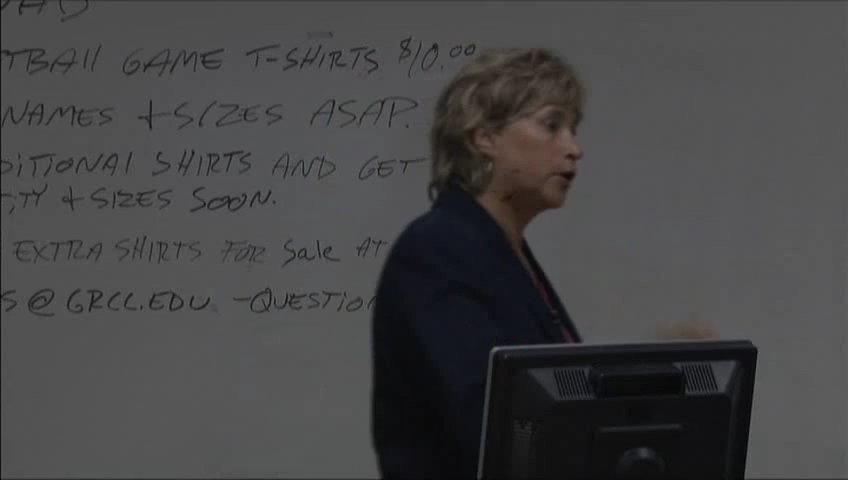 TBALL GAME T-SHIRTS $10.00
NAMES + SIZES ASAP.
DITIONAL SHIRTS AND GET
TITY + SIZES SOON.
EXTRA SHIRTS FOR Sale AT
S@GRCC.EDU -QUESTION